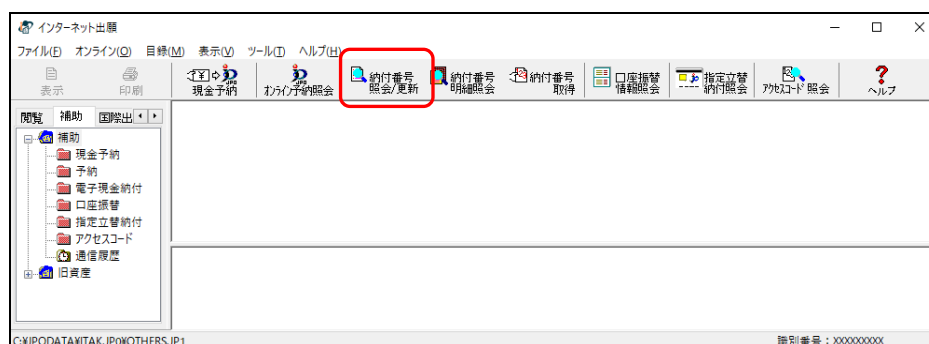 インターネット出願
ファイル(F) オンライン(O) 目録(M) 表示(V) ツール(T) ヘルプ(H)
表示
印刷
現金予納
オンライン予納照会
納付番号
照会/更新
納付番号
明細照会
納付番号
取得
口座振替
情報照会
指定立替
納付照会
アクセスコード照会
ヘルプ
閲覧 補助 国際出
補助
現金予納
予納
電子現金納付
口座振替
指定立替納付
アクセスコード
通信履歴
旧資産
C:¥JPODATA¥ITAK.JP0¥OTHERS.JP1
識別番号：XXXXXXXXX